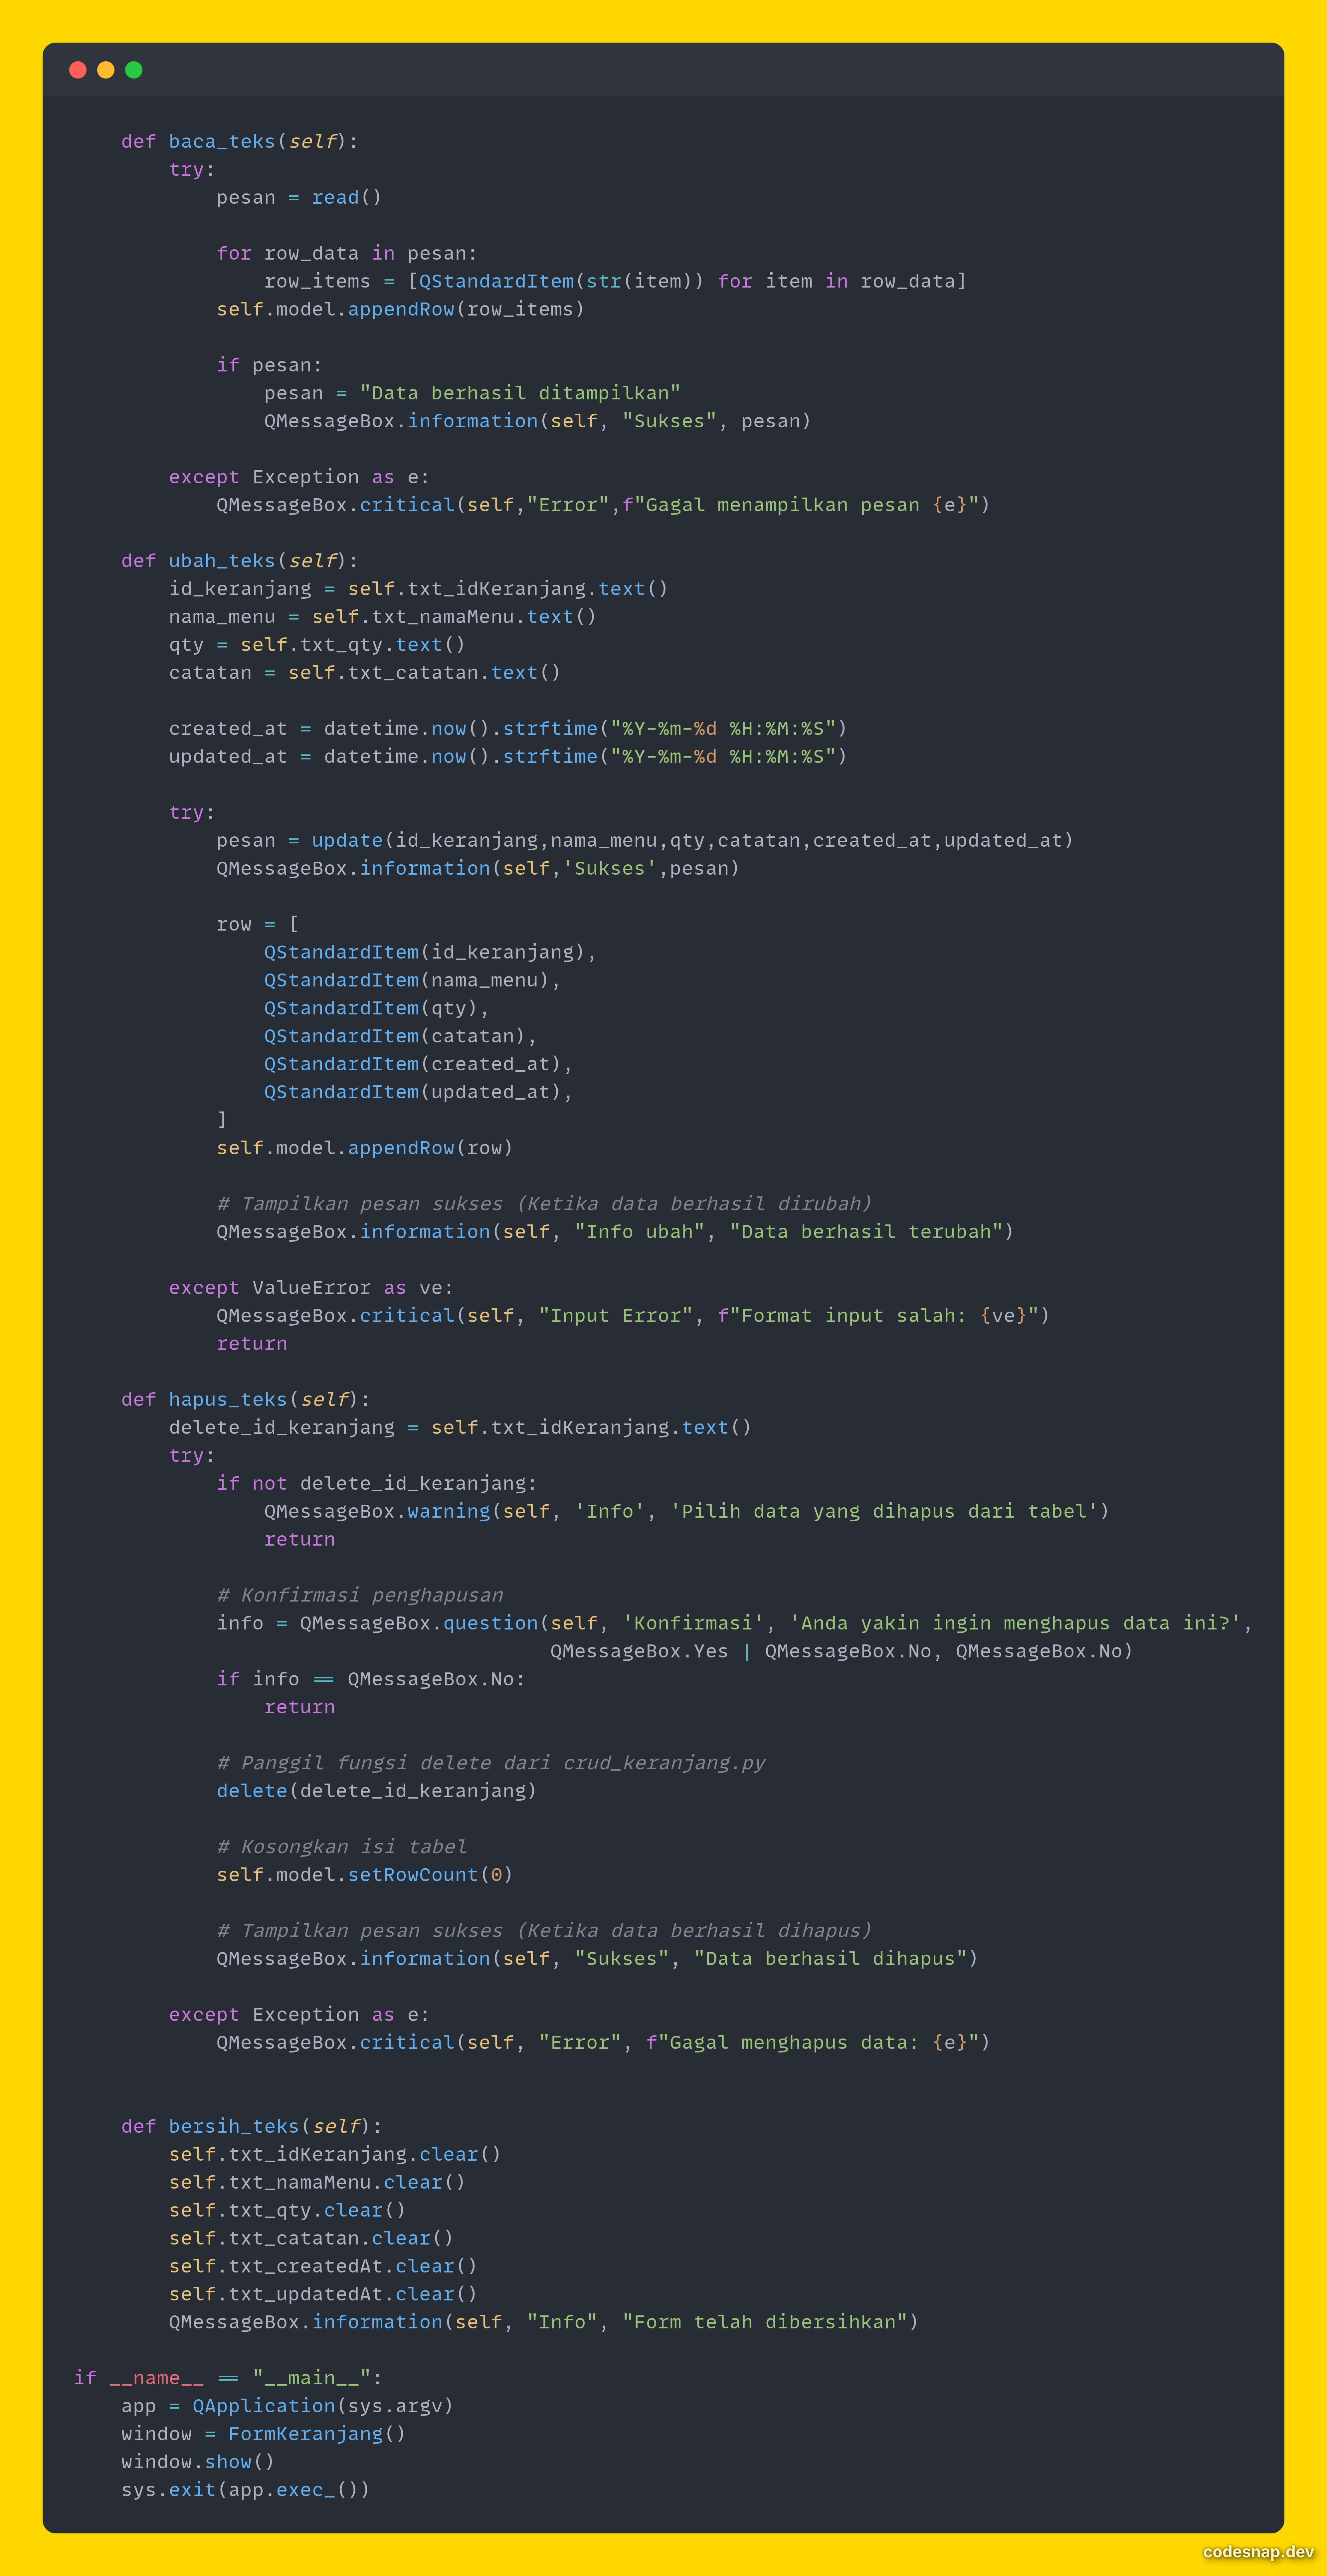 def baca_teks(self):
        try:
            pesan = read()

            for row_data in pesan:
                row_items = [QStandardItem(str(item)) for item in row_data]
            self.model.appendRow(row_items)

            if pesan:
                pesan = "Data berhasil ditampilkan"
                QMessageBox.information(self, "Sukses", pesan)

        except Exception as e:
            QMessageBox.critical(self,"Error",f"Gagal menampilkan pesan {e}")

    def ubah_teks(self):
        id_keranjang = self.txt_idKeranjang.text()
        nama_menu = self.txt_namaMenu.text()
        qty = self.txt_qty.text()
        catatan = self.txt_catatan.text()

        created_at = datetime.now().strftime("%Y-%m-%d %H:%M:%S")
        updated_at = datetime.now().strftime("%Y-%m-%d %H:%M:%S")

        try:
            pesan = update(id_keranjang,nama_menu,qty,catatan,created_at,updated_at)
            QMessageBox.information(self,'Sukses',pesan)

            row = [
                QStandardItem(id_keranjang),
                QStandardItem(nama_menu),
                QStandardItem(qty),
                QStandardItem(catatan),
                QStandardItem(created_at),
                QStandardItem(updated_at),
            ]
            self.model.appendRow(row)

            # Tampilkan pesan sukses (Ketika data berhasil dirubah)
            QMessageBox.information(self, "Info ubah", "Data berhasil terubah")

        except ValueError as ve:
            QMessageBox.critical(self, "Input Error", f"Format input salah: {ve}")
            return

    def hapus_teks(self):
        delete_id_keranjang = self.txt_idKeranjang.text()
        try:
            if not delete_id_keranjang:
                QMessageBox.warning(self, 'Info', 'Pilih data yang dihapus dari tabel')
                return

            # Konfirmasi penghapusan
            info = QMessageBox.question(self, 'Konfirmasi', 'Anda yakin ingin menghapus data ini?',
                                        QMessageBox.Yes | QMessageBox.No, QMessageBox.No)
            if info == QMessageBox.No:
                return

            # Panggil fungsi delete dari crud_keranjang.py
            delete(delete_id_keranjang)

            # Kosongkan isi tabel
            self.model.setRowCount(0)

            # Tampilkan pesan sukses (Ketika data berhasil dihapus)
            QMessageBox.information(self, "Sukses", "Data berhasil dihapus")

        except Exception as e:
            QMessageBox.critical(self, "Error", f"Gagal menghapus data: {e}")


    def bersih_teks(self):
        self.txt_idKeranjang.clear()
        self.txt_namaMenu.clear()
        self.txt_qty.clear()
        self.txt_catatan.clear()
        self.txt_createdAt.clear()
        self.txt_updatedAt.clear()
        QMessageBox.information(self, "Info", "Form telah dibersihkan")

if __name__ == "__main__":
    app = QApplication(sys.argv)
    window = FormKeranjang()
    window.show()
    sys.exit(app.exec_())
codesnap.dev